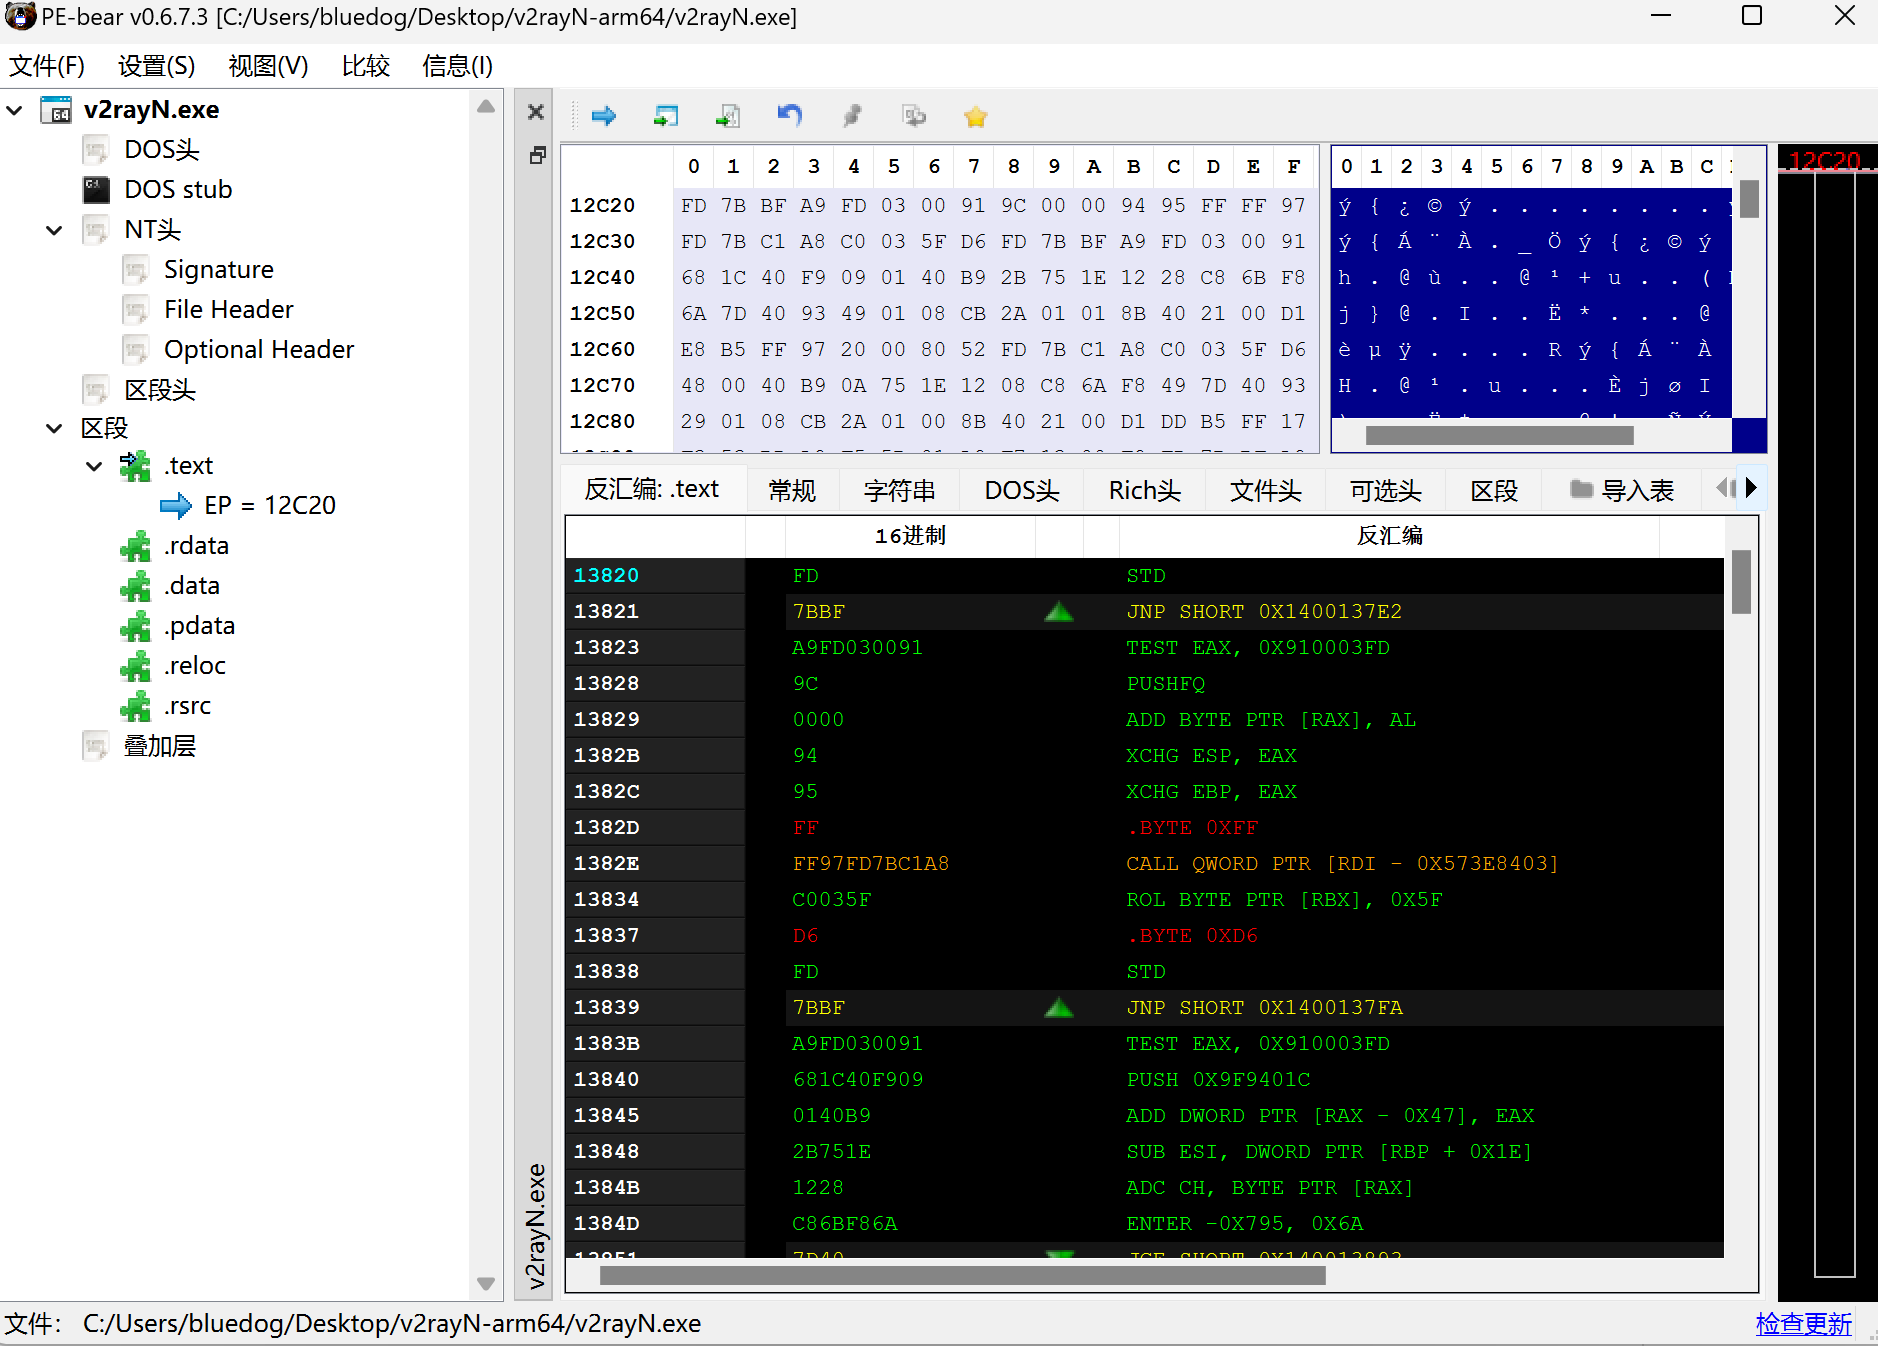 PE-bear v0.6.7.3 [C:/Users/bluedog/Desktop/v2rayN-arm64/v2rayN.exe]
文件(F) 设置(S) 视图(V) 比较 信息(I)
v2rayN.exe
DOS头
DOS stub
NT头
Signature
File Header
Optional Header
区段头
区段
.text
EP = 12C20
.rdata
.data
.pdata
.reloc
.rsrc
叠加层
v2rayN.exe
0 1 2 3 4 5 6 7 8 9 A B C D E F
12C20 FD 7B BF A9 FD 03 00 91 9C 00 00 94 95 FF FF 97
12C30 FD 7B C1 A8 C0 03 5F D6 FD 7B BF A9 FD 03 00 91
12C40 68 1C 40 F9 09 01 40 B9 2B 75 1E 12 28 C8 6B F8
12C50 6A 7D 40 93 49 01 08 CB 2A 01 01 8B 40 21 00 D1
12C60 E8 B5 FF 97 20 00 80 52 FD 7B C1 A8 C0 03 5F D6
12C70 48 00 40 B9 0A 75 1E 12 08 C8 6A F8 49 7D 40 93
12C80 29 01 08 CB 2A 01 00 8B 40 21 00 D1 DD B5 FF 17
0 1 2 3 4 5 6 7 8 9 A B C
ý { ¿ © ý . . . . . . . .
ý { Á ¨ À . _ Ö ý { ¿ © ý
h . @ ù . . @ ¹ + u . . (
j } @ . I . . Ë * . . . @
è µ ÿ . . . . R ý { Á ¨ À
H . @ ¹ . u . . . È j ø I
12C20
反汇编: .text 常规 字符串 DOS头 Rich头 文件头 可选头 区段 导入表
16进制 反汇编
13820 FD STD
13821 7BBF JNP SHORT 0X1400137E2
13823 A9FD030091 TEST EAX, 0X910003FD
13828 9C PUSHFQ
13829 0000 ADD BYTE PTR [RAX], AL
1382B 94 XCHG ESP, EAX
1382C 95 XCHG EBP, EAX
1382D FF .BYTE 0XFF
1382E FF97FD7BC1A8 CALL QWORD PTR [RDI - 0X573E8403]
13834 C0035F ROL BYTE PTR [RBX], 0X5F
13837 D6 .BYTE 0XD6
13838 FD STD
13839 7BBF JNP SHORT 0X1400137FA
1383B A9FD030091 TEST EAX, 0X910003FD
13840 681C40F909 PUSH 0X9F9401C
13845 0140B9 ADD DWORD PTR [RAX - 0X47], EAX
13848 2B751E SUB ESI, DWORD PTR [RBP + 0X1E]
1384B 1228 ADC CH, BYTE PTR [RAX]
1384D C86BF86A ENTER -0X795, 0X6A
13851 7D40 JGE SHORT 0X140013893
文件: C:/Users/bluedog/Desktop/v2rayN-arm64/v2rayN.exe
检查更新